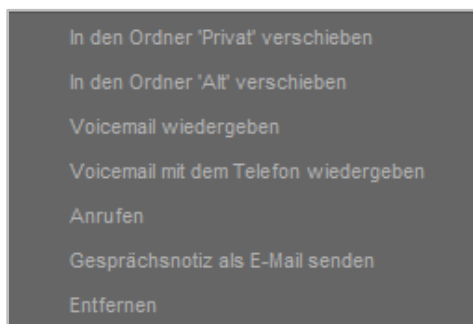 In den Ordner 'Privat' verschieben
In den Ordner 'Alt' verschieben
Voicemail wiedergeben
Voicemail mit dem Telefon wiedergeben
Anrufen
Gesprächsnotiz als E-Mail senden
Entfernen